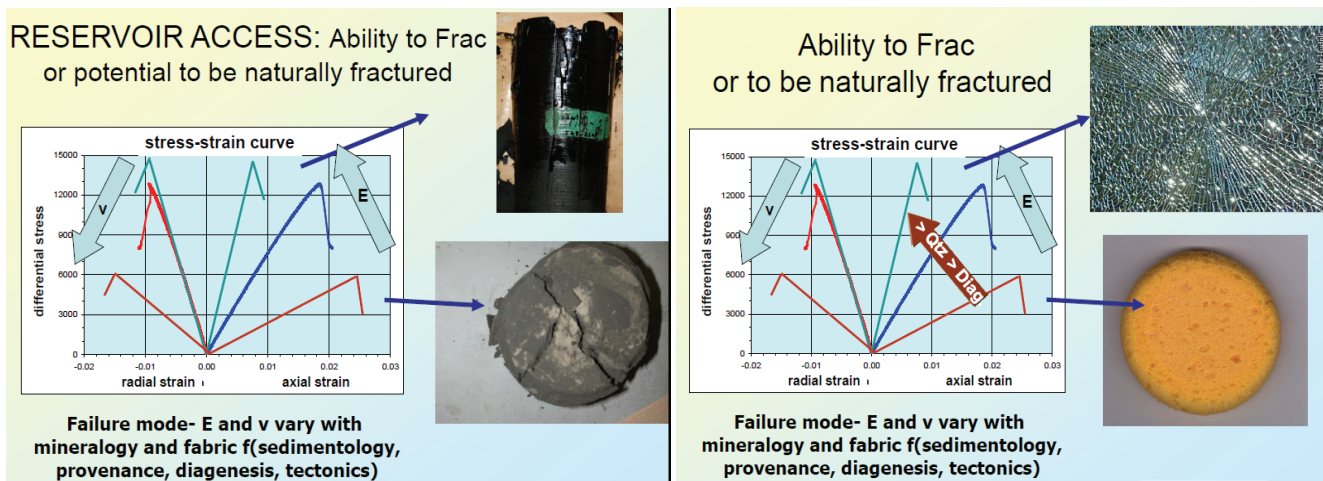 RESERVOIR ACCESS: Ability to Frac
or potential to be naturally fractured
stress-strain curve
15000
12000
9000
6000
3000
0
differential stress
v
E
-0.02 -0.01 0.00 0.01 0.02 0.03
radial strain axial strain
Failure mode- E and v vary with
mineralogy and fabric f(sedimentology,
provenance, diagenesis, tectonics)
Ability to Frac
or to be naturally fractured
stress-strain curve
15000
12000
9000
6000
3000
0
differential stress
v
E
> Qtz > Diag
-0.02 -0.01 0.00 0.01 0.02 0.03
radial strain axial strain
Failure mode- E and v vary with
mineralogy and fabric f(sedimentology,
provenance, diagenesis, tectonics)